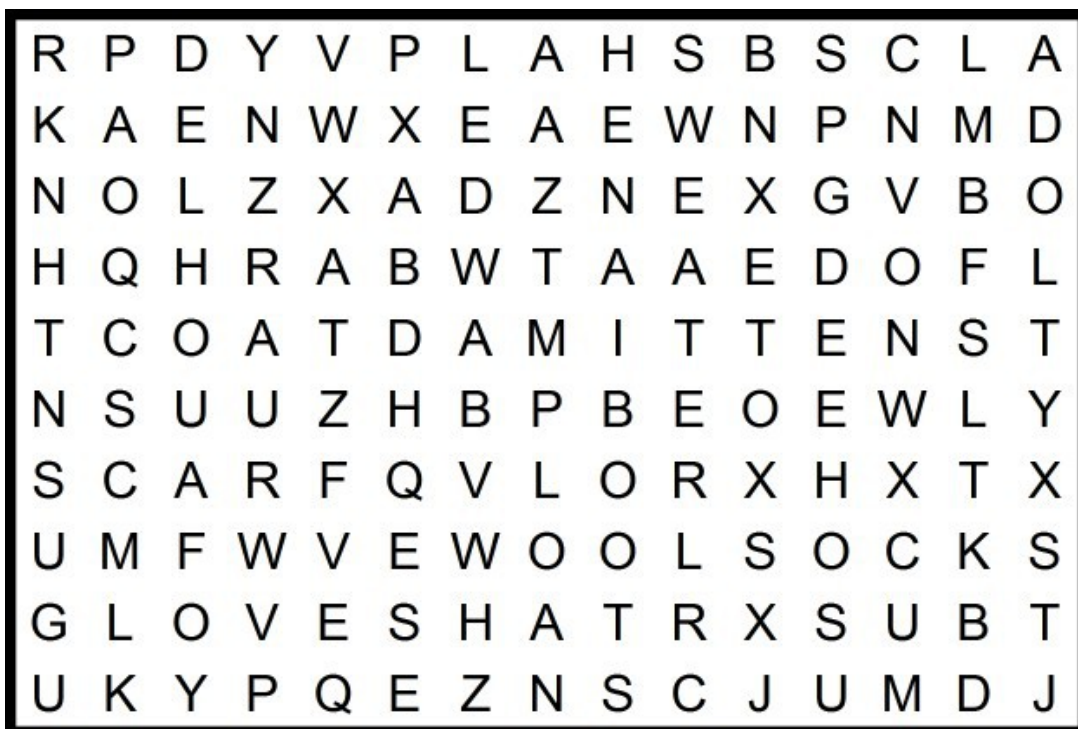 R P D Y V P L A H S B S C L A
K A E N W X E A E W N P N M D
N O L Z X A D Z N E X G V B O
H Q H R A B W T A A E D O F L
T C O A T D A M I T T E N S T
N S U U Z H B P B E O E W L Y
S C A R F Q V L O R X H X T X
U M F W V E W O O L S O C K S
G L O V E S H A T R X S U B T
U K Y P Q E Z N S C J U M D J